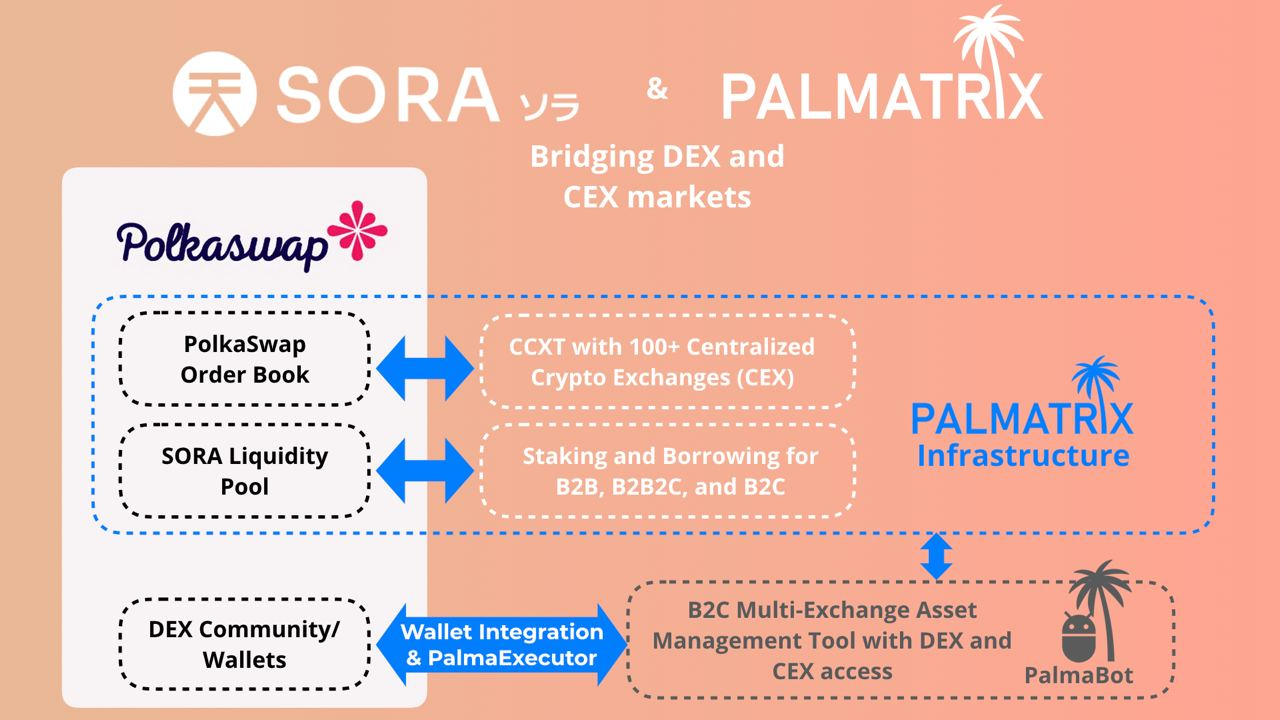 SORA ソラ & PALMATRIX
Bridging DEX and
CEX markets
Polkaswap
PolkaSwap
Order Book
CCXT with 100+ Centralized
Crypto Exchanges (CEX)
PALMATRIX
Infrastructure
SORA Liquidity
Pool
Staking and Borrowing for
B2B, B2B2C, and B2C
DEX Community/
Wallets
Wallet Integration
& PalmaExecutor
B2C Multi-Exchange Asset
Management Tool with DEX and
CEX access
PalmaBot